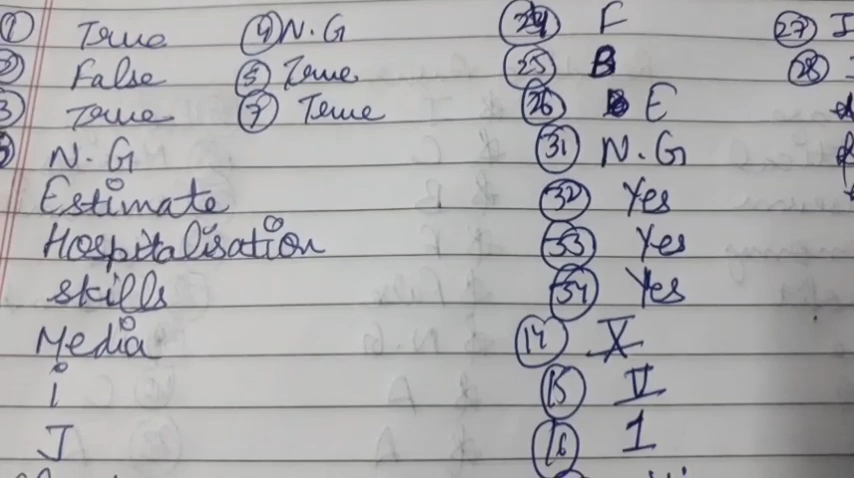 ① True ④ N.G ㉔ F ㉗ I
False ⑤ True ㉕ B ㉘
③ True ⑦ True ㉖ E
N.G ㉛ N.G
Estimate ㉜ Yes
Hospitalisation ㉝ Yes
skills ㉞ Yes
Media ⑭ X
i ⑮ V
J ⑯ 1